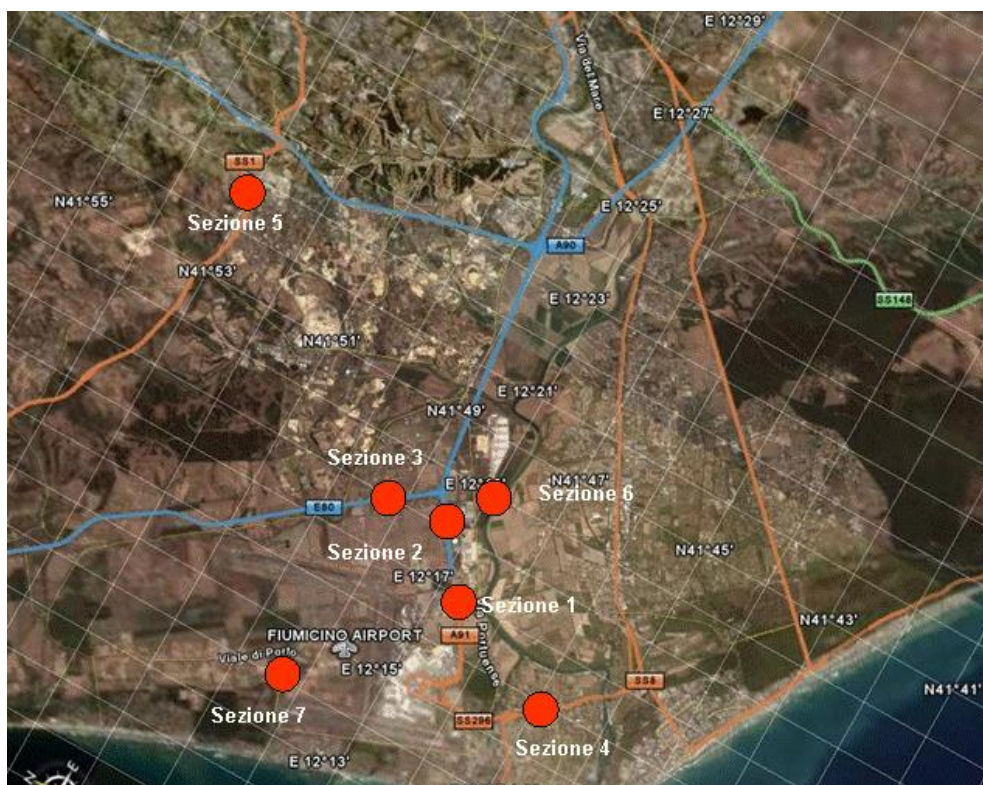 E 12°29'
Via del Mare
E 12°27'
SS1
N41°55'
Sezione 5
E 12°25'
A90
N41°53'
E 12°23'
SS148
N41°51'
E 12°21'
N41°49'
Sezione 3
N41°47'
Sezione 6
E80
Sezione 2
N41°45'
E 12°17'
Sezione 1
N41°43'
A91
FIUMICINO AIRPORT
Viale di Porto
E 12°15'
Via Portuense
SS8
N41°41'
Sezione 7
SS296
Sezione 4
E 12°13'
N E